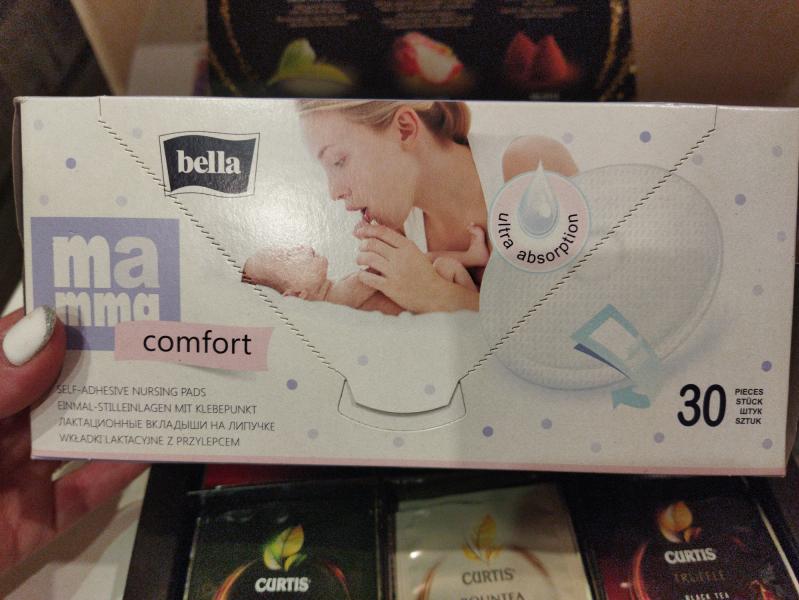 bella
ma
mma
comfort
ultra absorption
SELF-ADHESIVE NURSING PADS
EINMAL-STILLEINLAGEN MIT KLEBEPUNKT
ЛАКТАЦИОННЫЕ ВКЛАДЫШИ НА ЛИПУЧКЕ
WKŁADKI LAKTACYJNE Z PRZYLEPCEM
30
PIECES
STÜCK
ШТУК
SZTUK
CURTIS
CURTIS
CURTIS
TRUFFLE
BLACK TEA